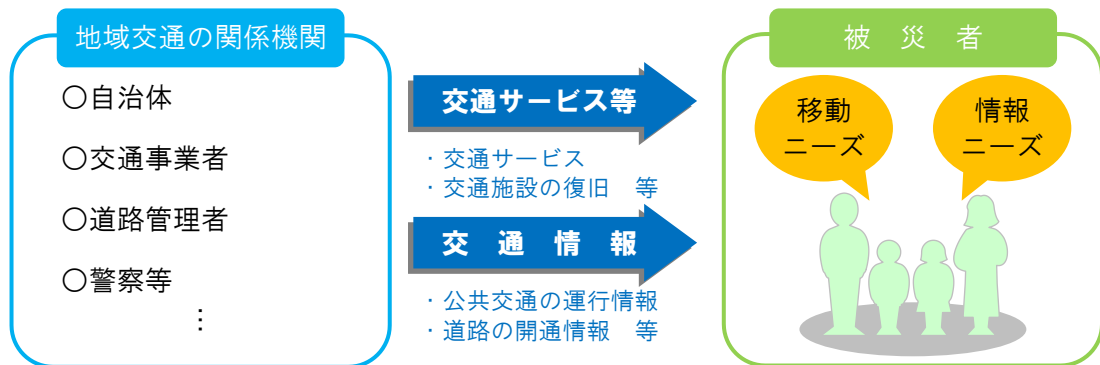 地域交通の関係機関
〇自治体
〇交通事業者
〇道路管理者
〇警察等
⋮
交通サービス等
・交通サービス
・交通施設の復旧　等
交　通　情　報
・公共交通の運行情報
・道路の開通情報　等
被　災　者
移動
ニーズ
情報
ニーズ